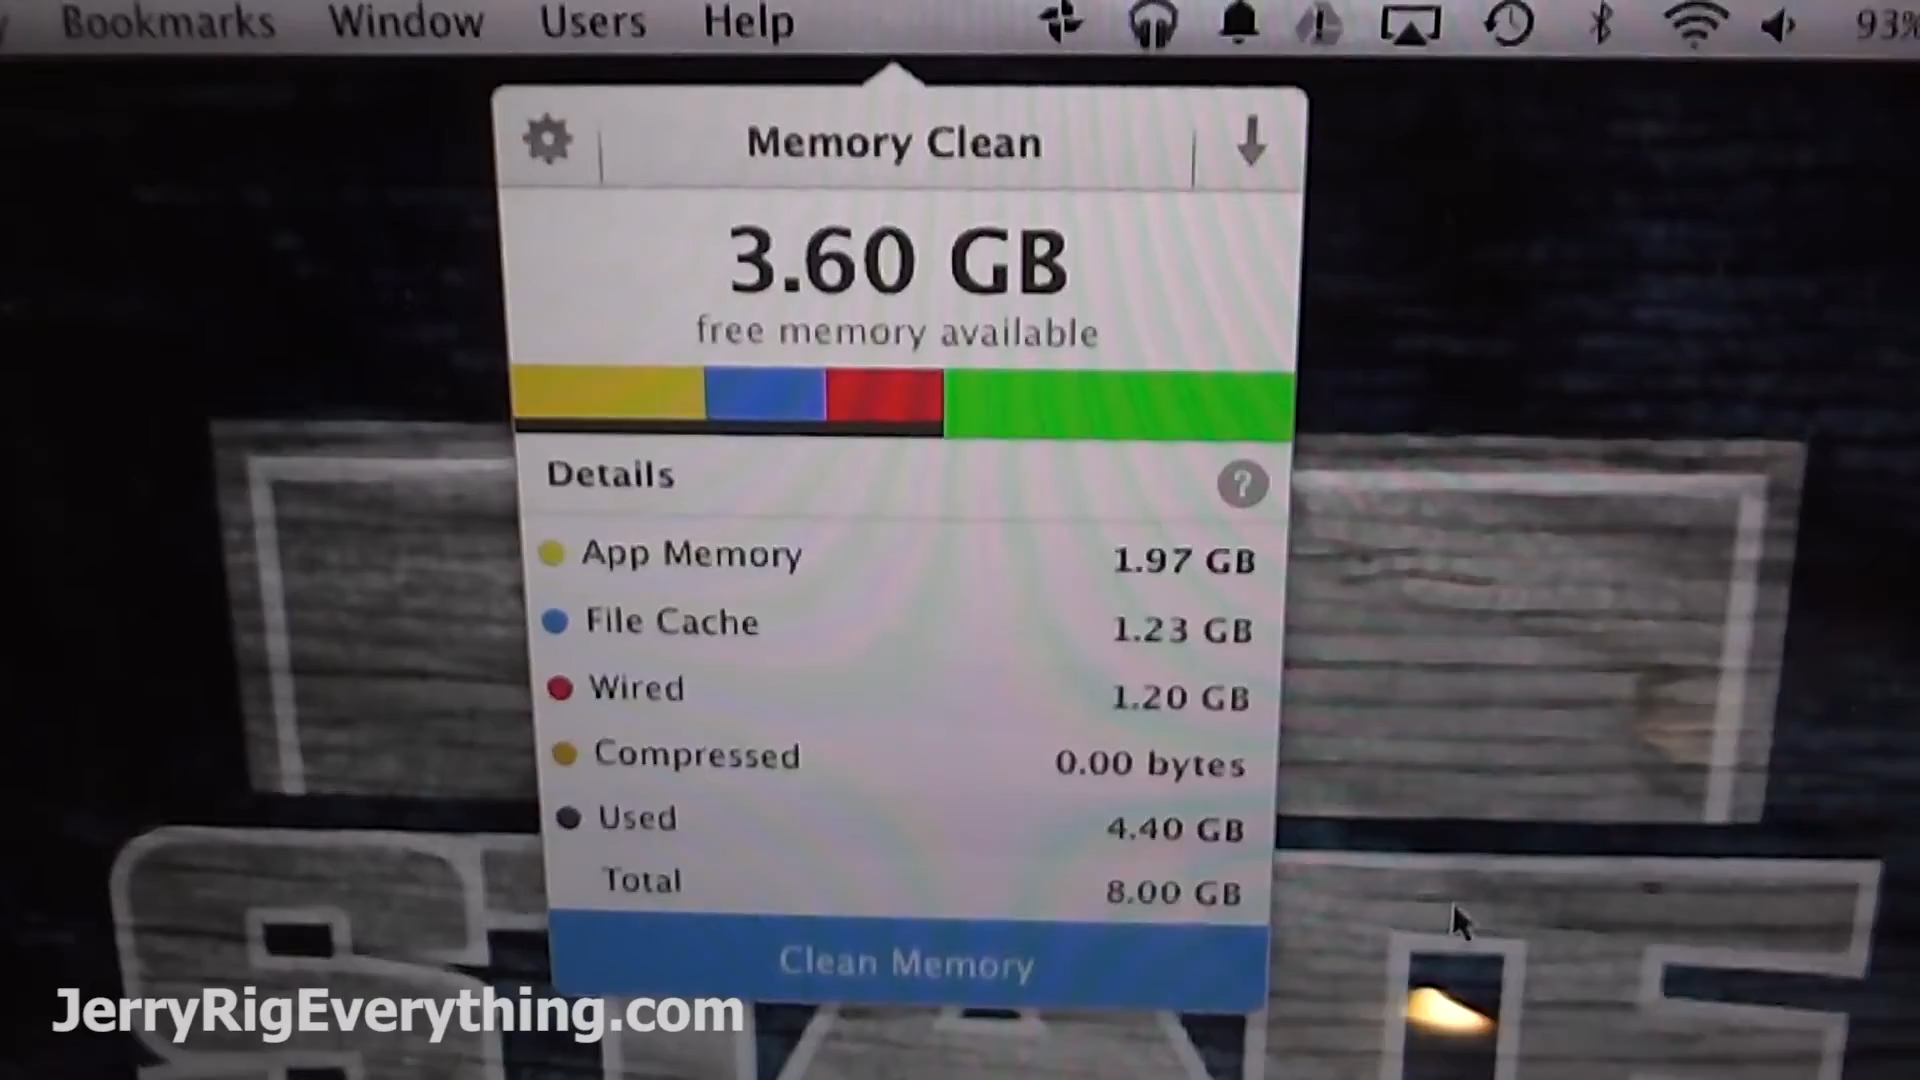 Bookmarks Window Users Help 93%
Memory Clean
3.60 GB
free memory available
Details ?
App Memory 1.97 GB
File Cache 1.23 GB
Wired 1.20 GB
Compressed 0.00 bytes
Used 4.40 GB
Total 8.00 GB
Clean Memory
JerryRigEverything.com